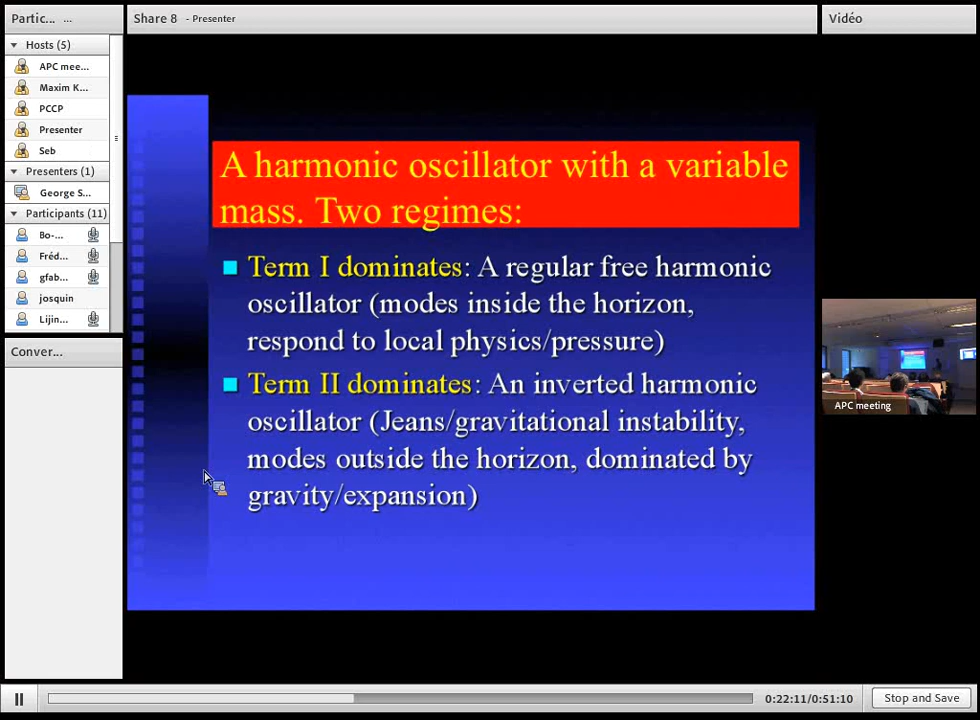 Partic... ...
Hosts (5)
APC mee...
Maxim K...
PCCP
Presenter
Seb
Presenters (1)
George S...
Participants (11)
Bo-...
Fréd...
gfab...
josquin
Lijin...
Conver...
Share 8 - Presenter
A harmonic oscillator with a variable
mass. Two regimes:
Term I dominates: A regular free harmonic
oscillator (modes inside the horizon,
respond to local physics/pressure)
Term II dominates: An inverted harmonic
oscillator (Jeans/gravitational instability,
modes outside the horizon, dominated by
gravity/expansion)
Vidéo
APC meeting
0:22:11/0:51:10
Stop and Save